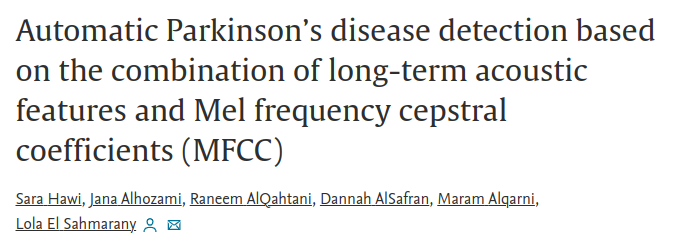 Automatic Parkinson’s disease detection based
on the combination of long-term acoustic
features and Mel frequency cepstral
coefficients (MFCC)
Sara Hawi, Jana Alhozami, Raneem AlQahtani, Dannah AlSafran, Maram Alqarni,
Lola El Sahmarany